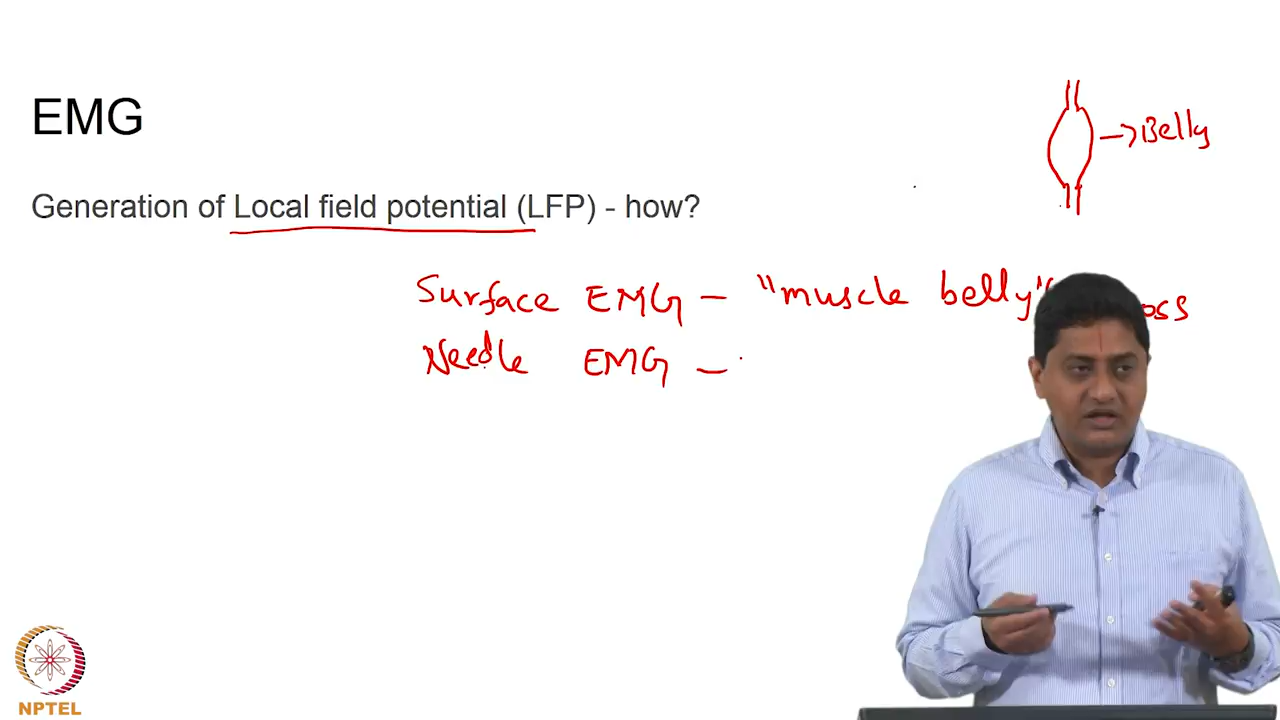 EMG
Belly
Generation of Local field potential (LFP) - how?
Surface EMG - "muscle belly"
Needle EMG -
NPTEL